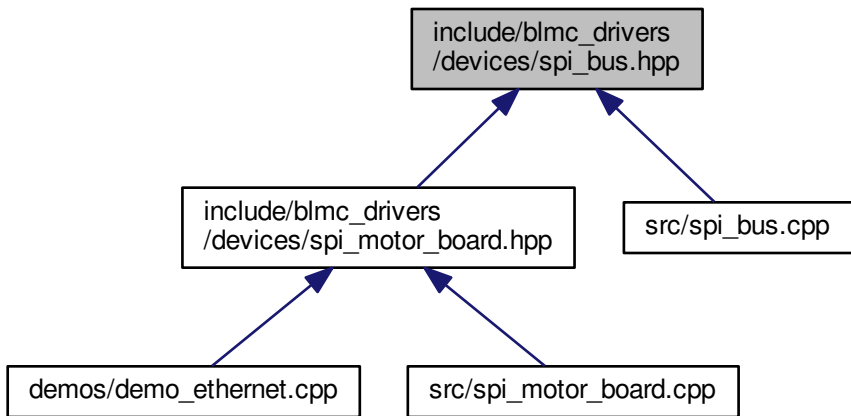 include/blmc_drivers
/devices/spi_bus.hpp
include/blmc_drivers
/devices/spi_motor_board.hpp
src/spi_bus.cpp
demos/demo_ethernet.cpp
src/spi_motor_board.cpp